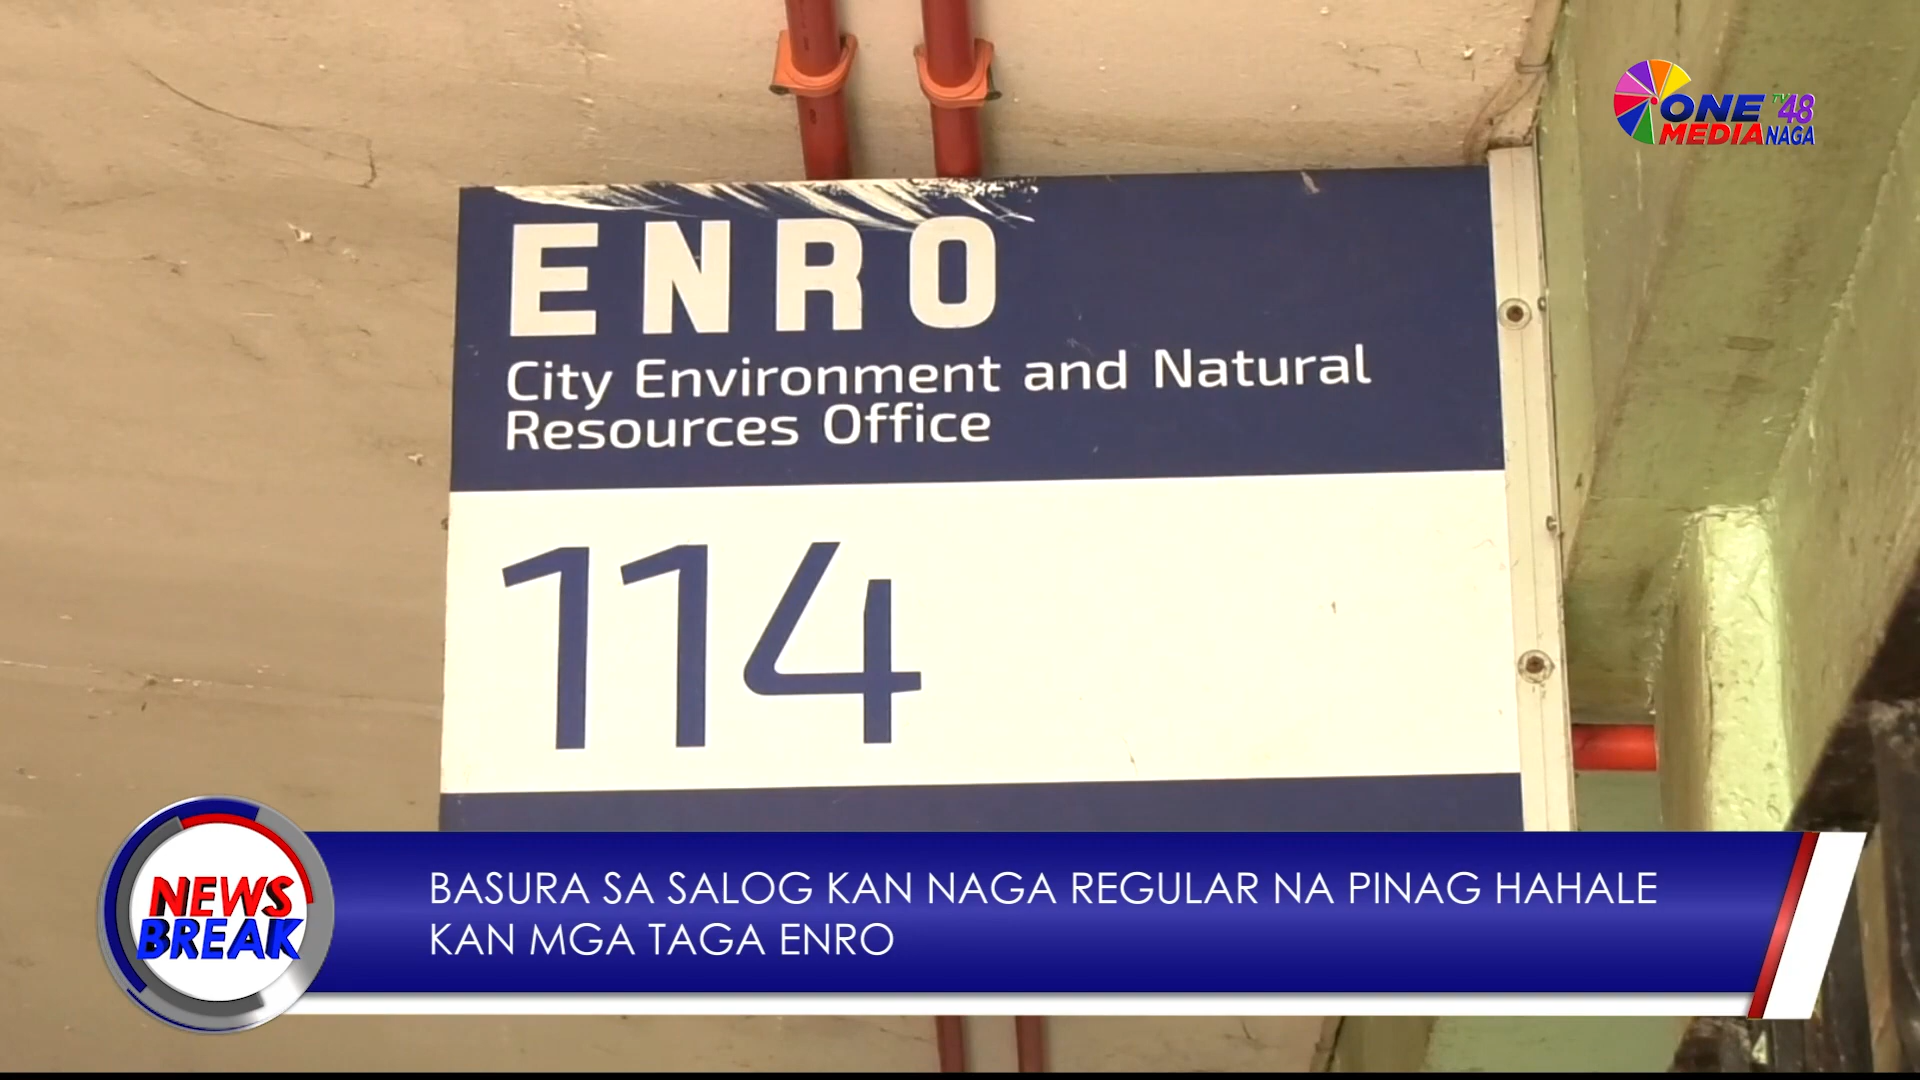 ONE TV 48
MEDIA NAGA
ENRO
City Environment and Natural
Resources Office
114
NEWS
BREAK
BASURA SA SALOG KAN NAGA REGULAR NA PINAG HAHALE
KAN MGA TAGA ENRO